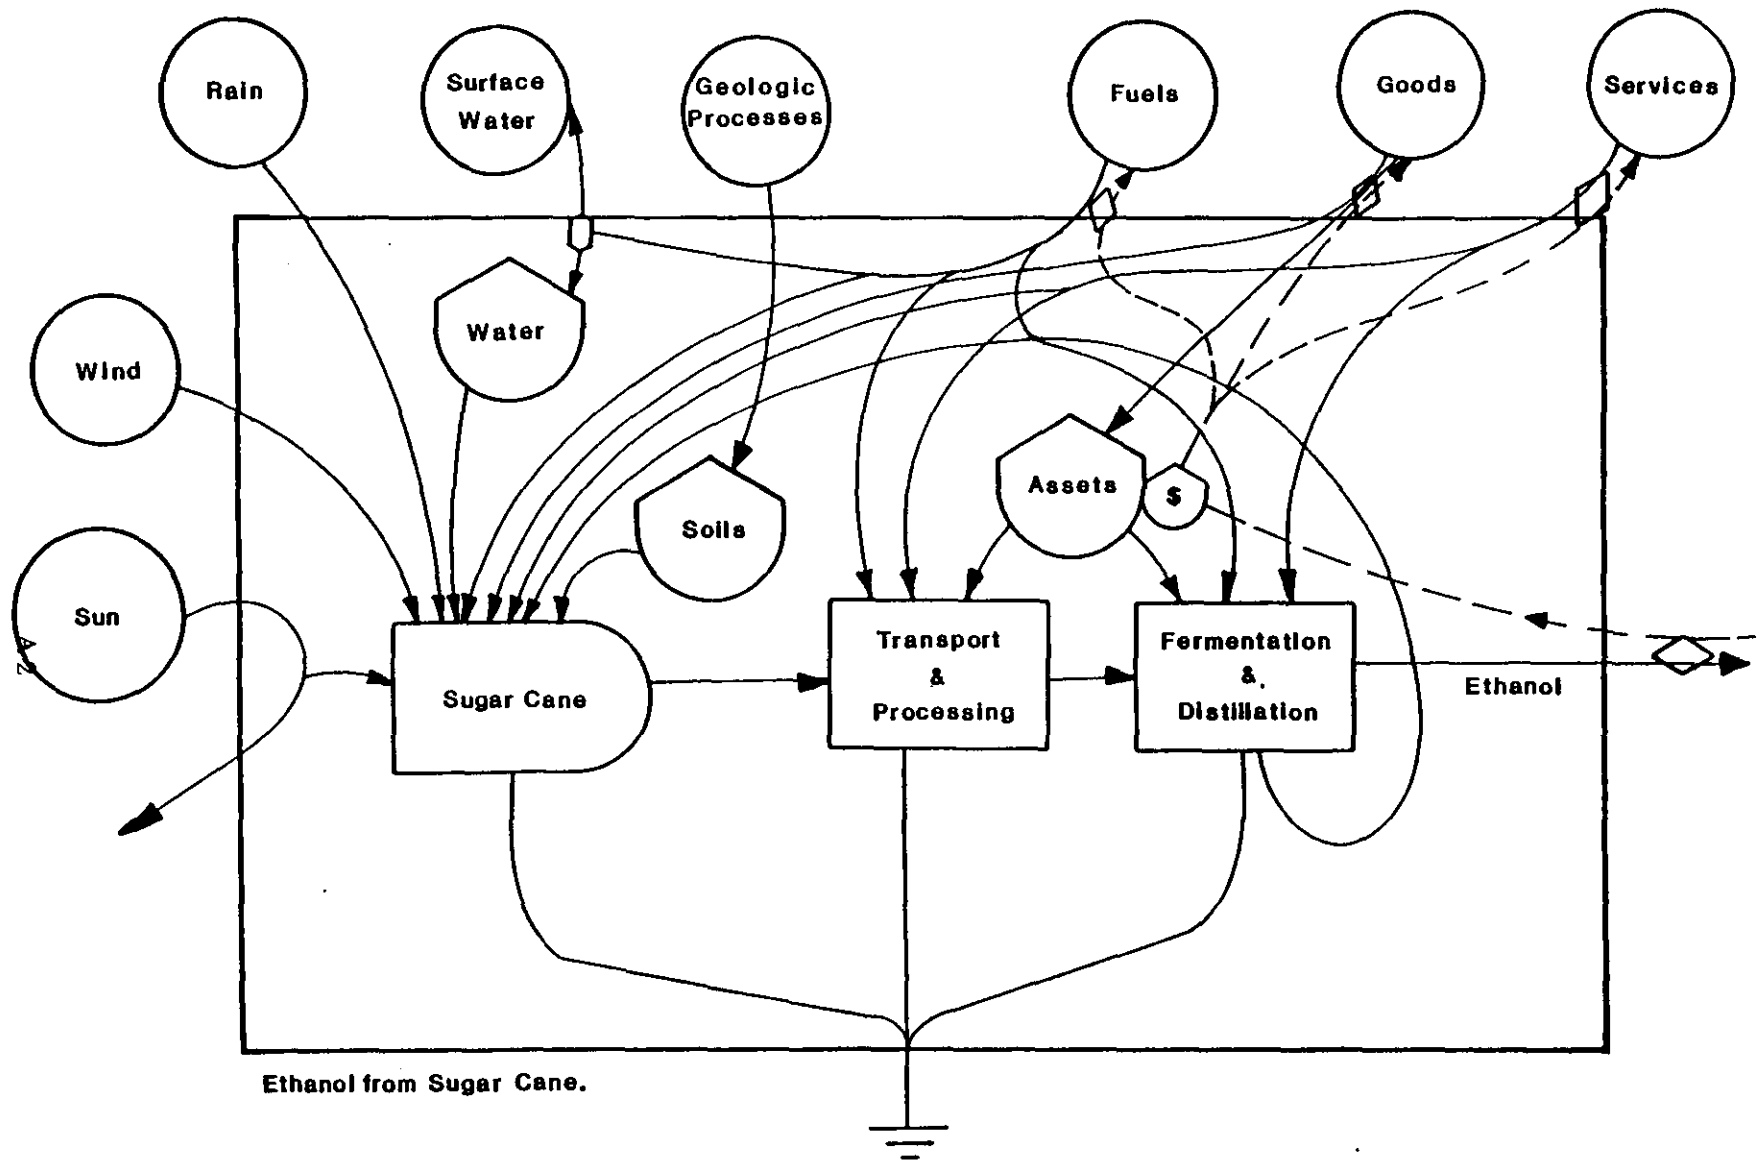 Rain
Surface
Water
Geologic
Processes
Fuels
Goods
Services
Wind
Water
Sun
A-2
Soils
Assets
$
Sugar Cane
Transport
&
Processing
Fermentation
&.
Distillation
Ethanol
Ethanol from Sugar Cane.